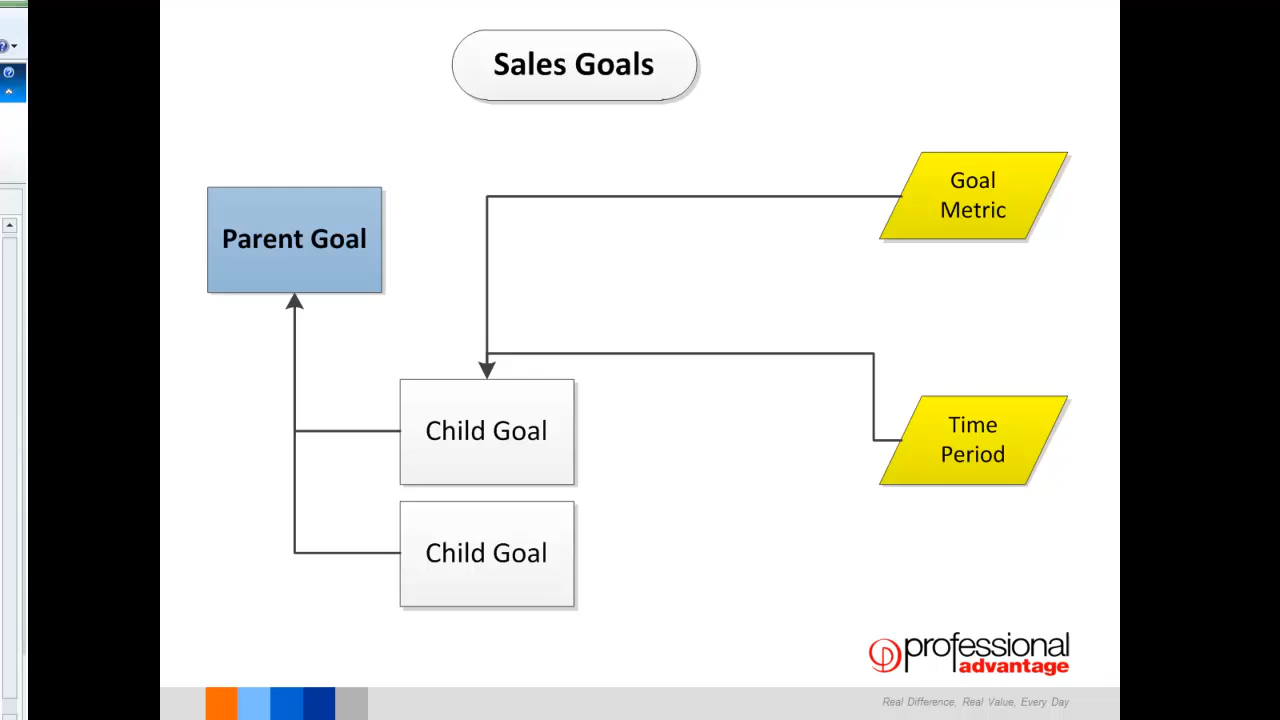 Sales Goals
Goal
Metric
Parent Goal
Child Goal
Time
Period
Child Goal
professional
advantage
Real Difference, Real Value, Every Day